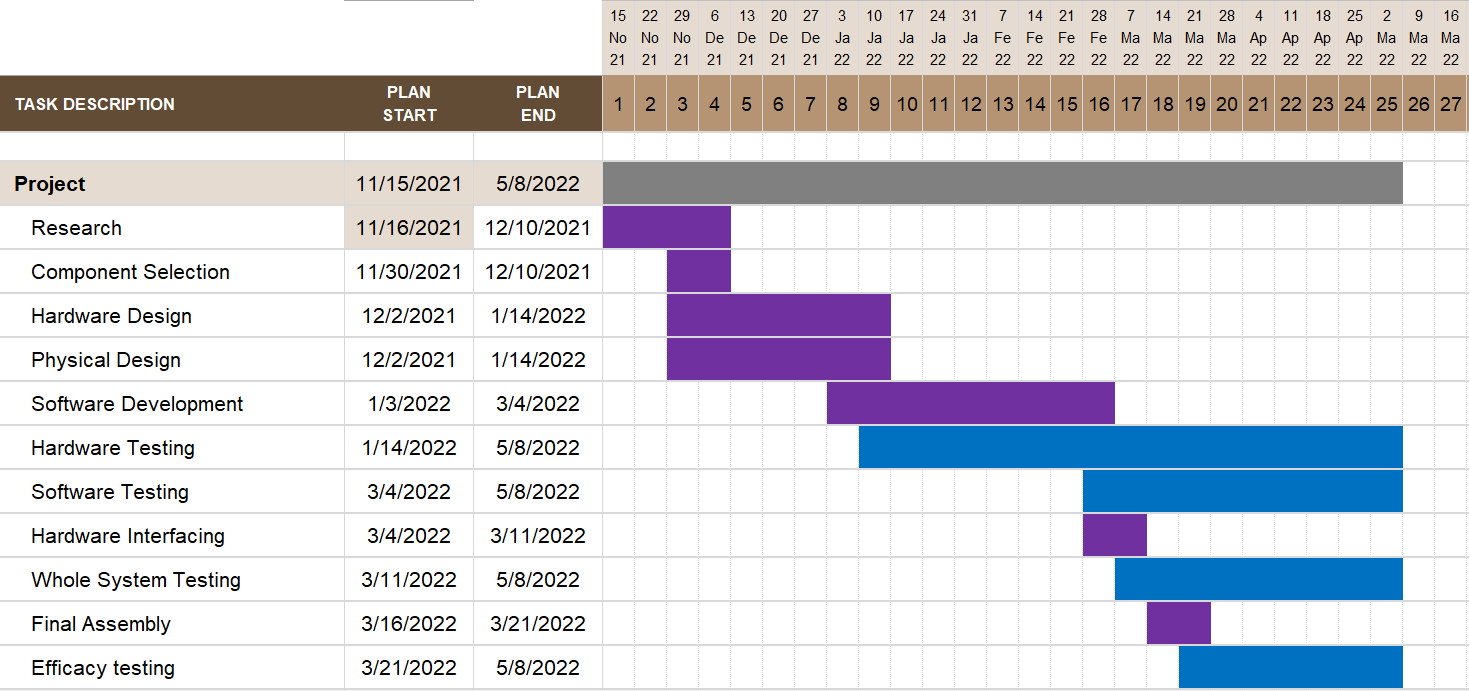 15 22 29 6 13 20 27 3 10 17 24 31 7 14 21 28 7 14 21 28 4 11 18 25 2 9 16
No No No De De De De Ja Ja Ja Ja Ja Fe Fe Fe Fe Ma Ma Ma Ma Ap Ap Ap Ap Ma Ma Ma
21 21 21 21 21 21 21 22 22 22 22 22 22 22 22 22 22 22 22 22 22 22 22 22 22 22 22
TASK DESCRIPTION PLAN START PLAN END 1 2 3 4 5 6 7 8 9 10 11 12 13 14 15 16 17 18 19 20 21 22 23 24 25 26 27
Project 11/15/2021 5/8/2022
Research 11/16/2021 12/10/2021
Component Selection 11/30/2021 12/10/2021
Hardware Design 12/2/2021 1/14/2022
Physical Design 12/2/2021 1/14/2022
Software Development 1/3/2022 3/4/2022
Hardware Testing 1/14/2022 5/8/2022
Software Testing 3/4/2022 5/8/2022
Hardware Interfacing 3/4/2022 3/11/2022
Whole System Testing 3/11/2022 5/8/2022
Final Assembly 3/16/2022 3/21/2022
Efficacy testing 3/21/2022 5/8/2022